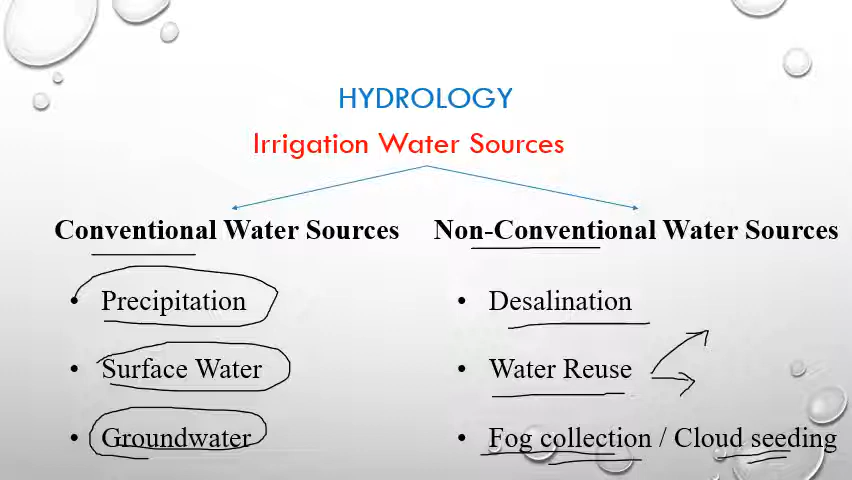 HYDROLOGY
Irrigation Water Sources
Conventional Water Sources
• Precipitation
• Surface Water
• Groundwater
Non-Conventional Water Sources
• Desalination
• Water Reuse
• Fog collection / Cloud seeding